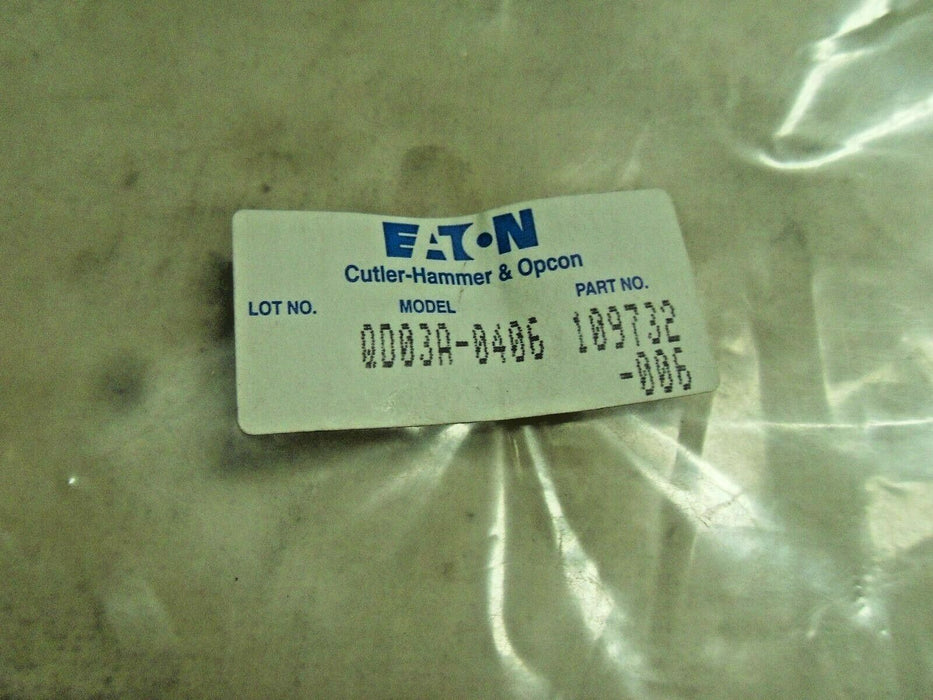 EATON
Cutler-Hammer & Opcon
LOT NO. MODEL PART NO.
QD03A-0406 109732
-006